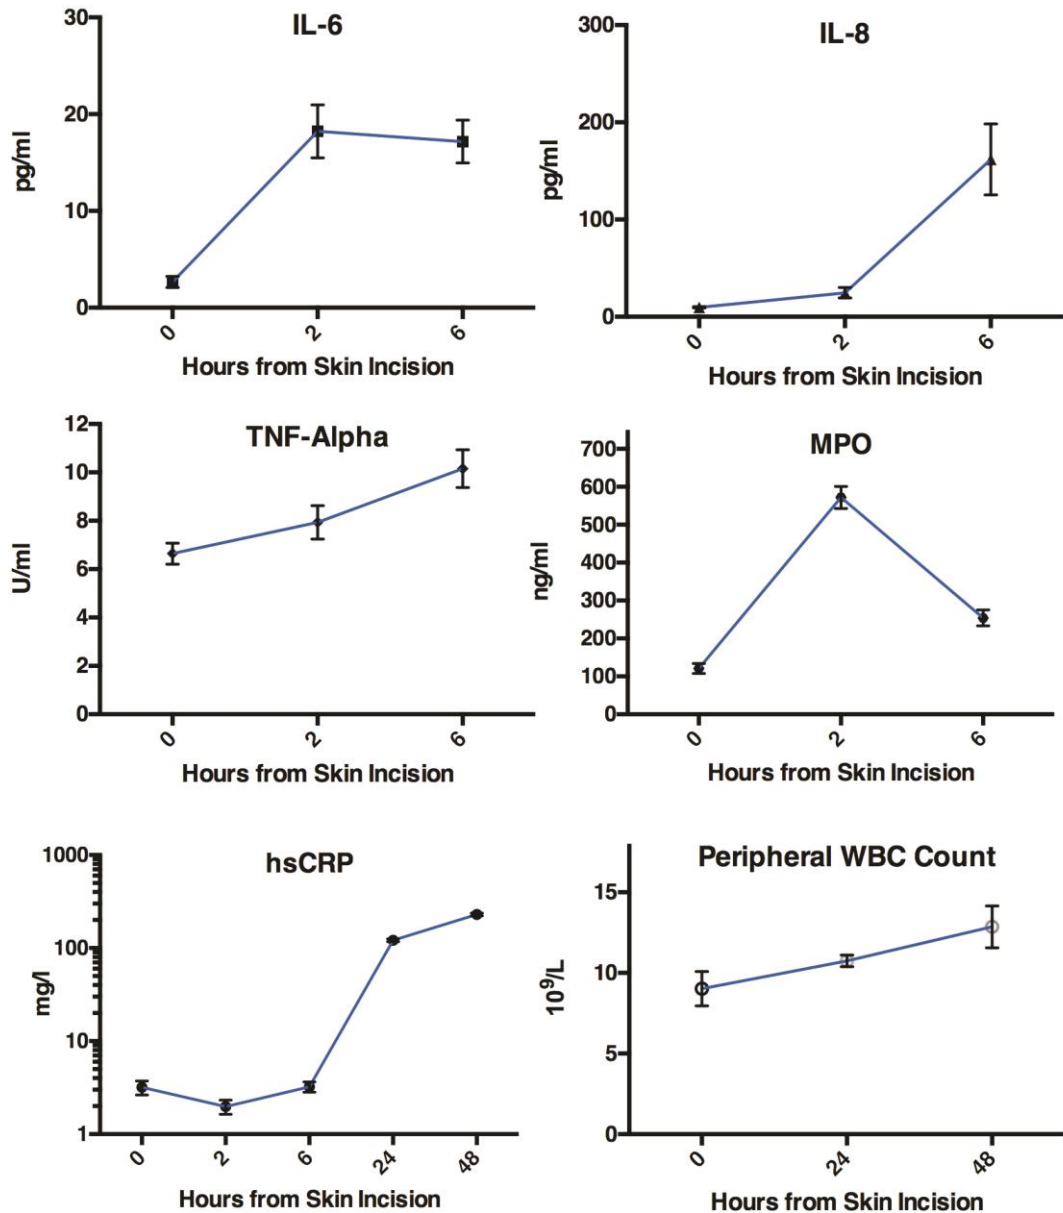 IL-6
30
20
10
0
pg/ml
0
2
6
Hours from Skin Incision
IL-8
300
200
100
0
pg/ml
0
2
6
Hours from Skin Incision
TNF-Alpha
12
10
8
6
4
2
0
U/ml
0
2
6
Hours from Skin Incision
MPO
700
600
500
400
300
200
100
0
ng/ml
0
2
6
Hours from Skin Incision
hsCRP
1000
100
10
1
mg/l
0
2
6
24
48
Hours from Skin Incision
Peripheral WBC Count
15
10
5
0
10⁹/L
0
24
48
Hours from Skin Incision